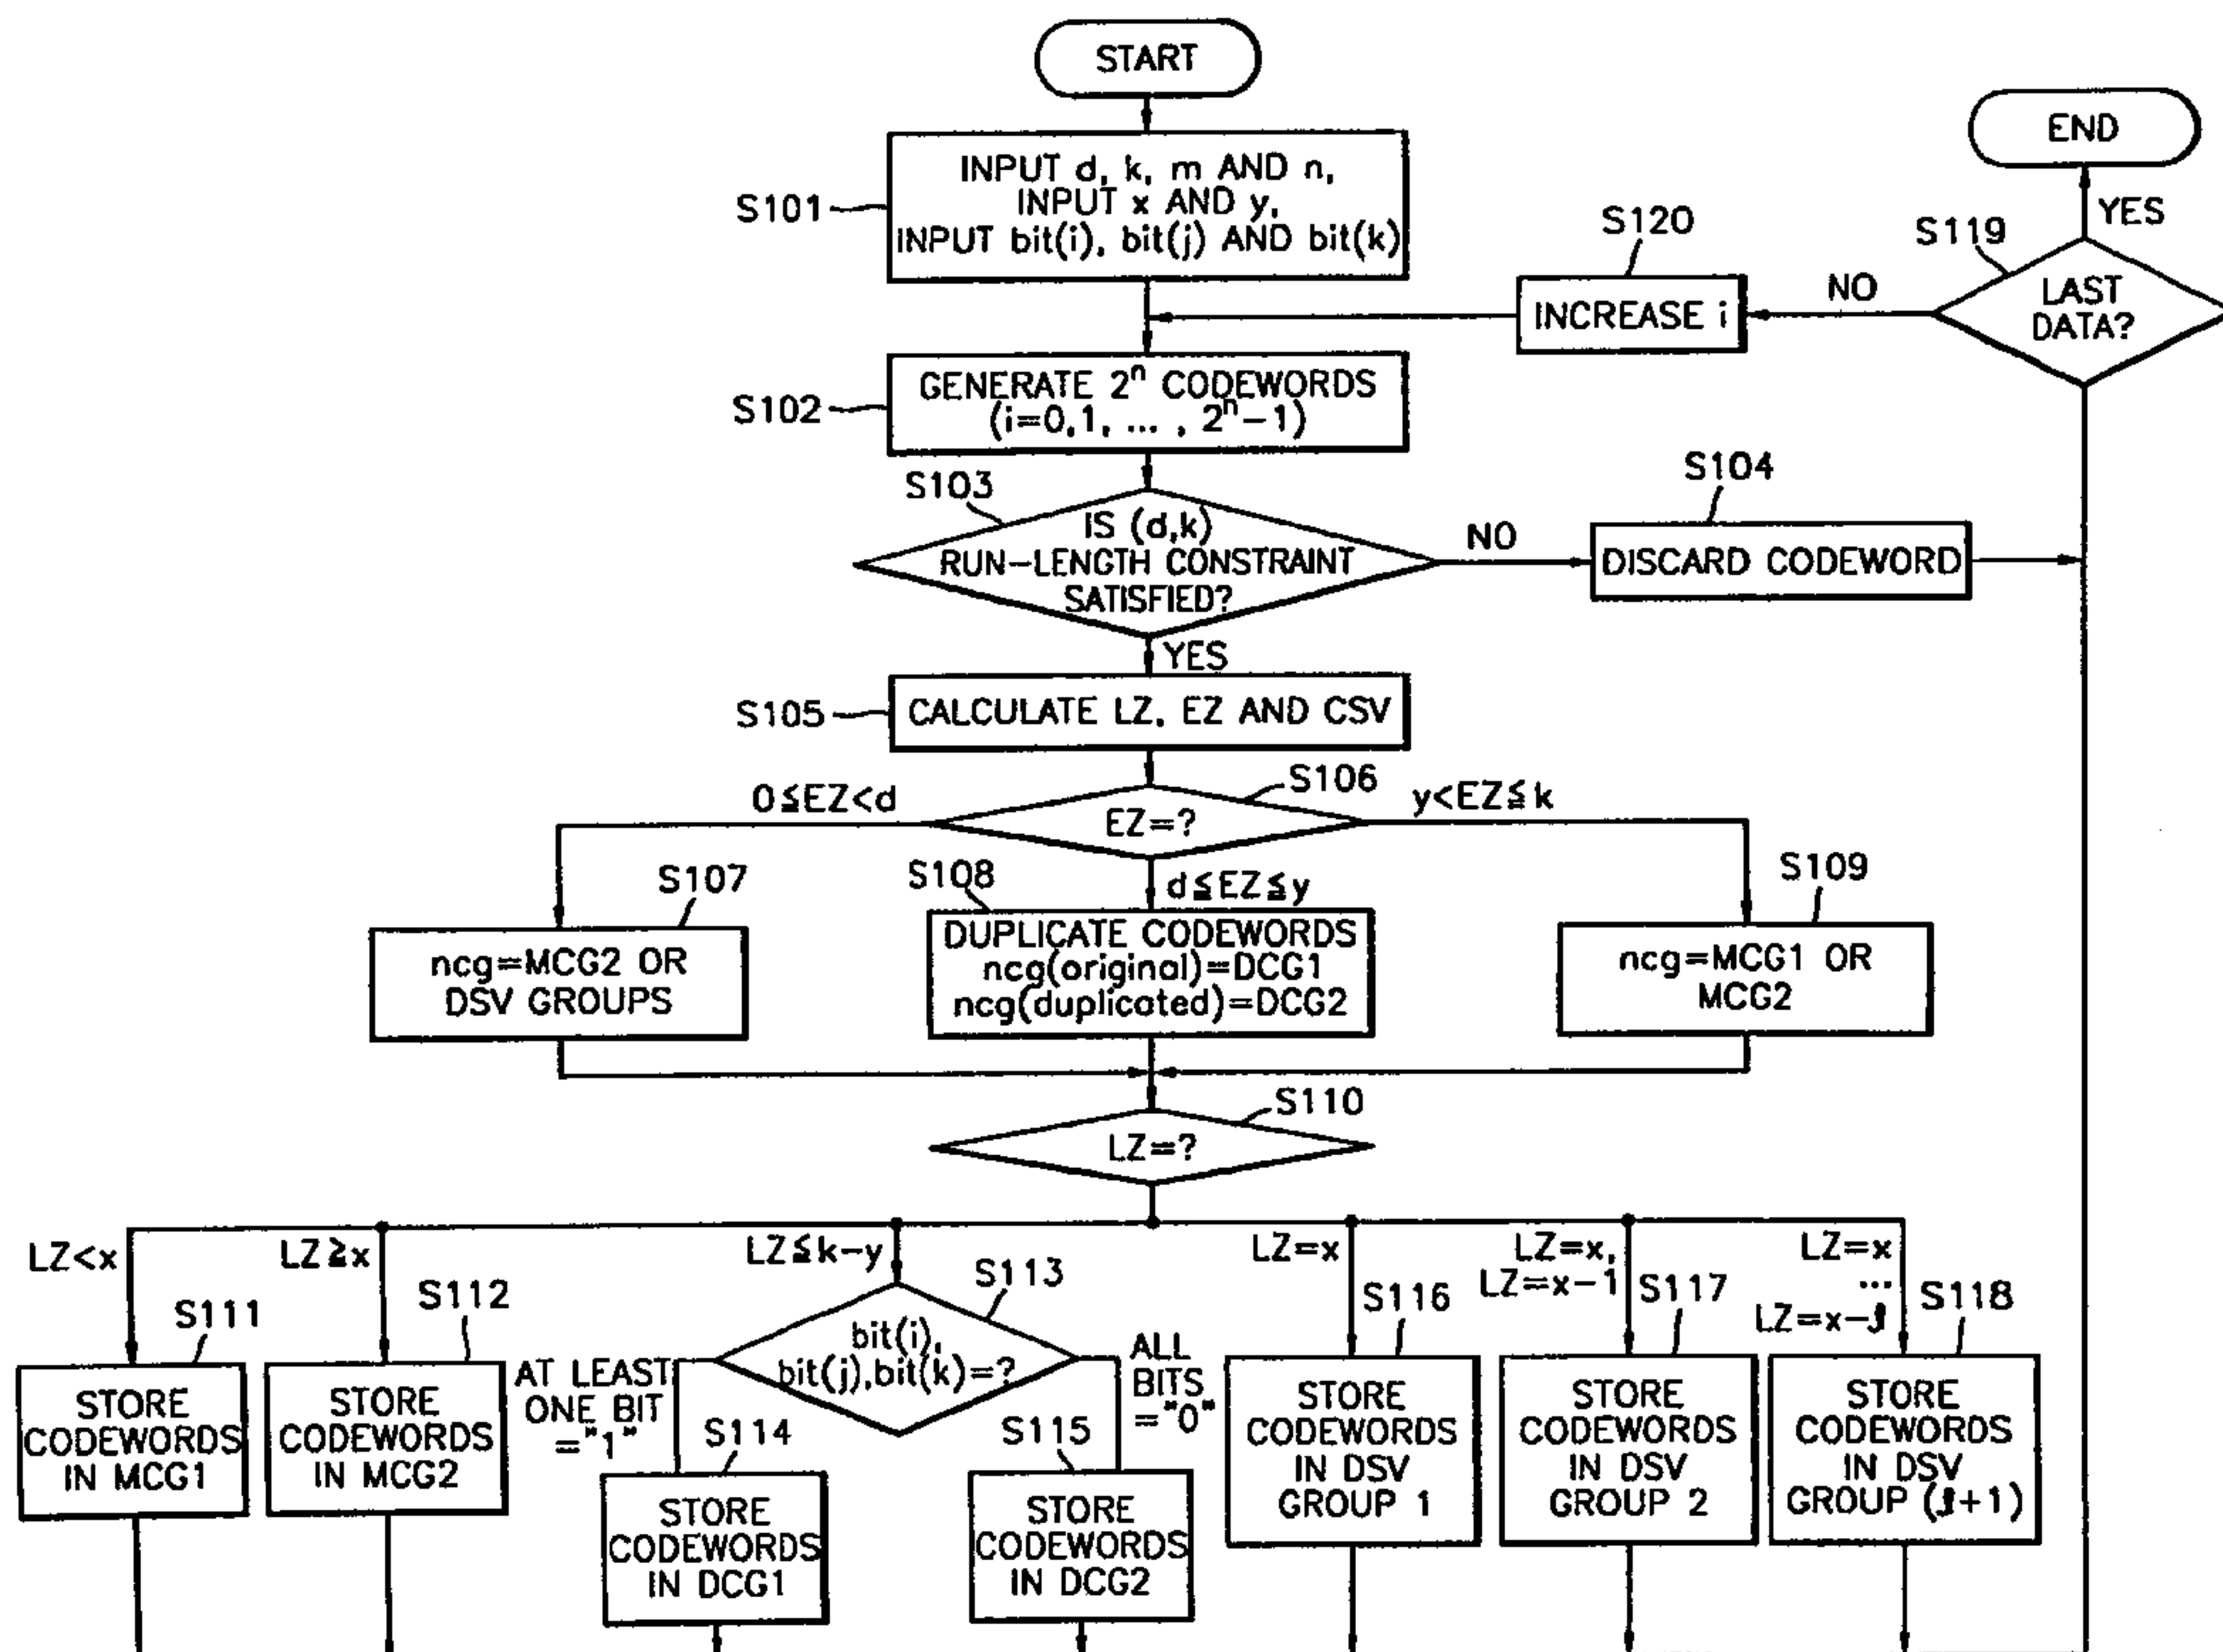 START
END
S101
INPUT d, k, m AND n,
INPUT x AND y,
INPUT bit(i), bit(j) AND bit(k)
S120
INCREASE i
NO
S119
LAST
DATA?
YES
S102
GENERATE 2^n CODEWORDS
(i=0,1, ... , 2^n-1)
S103
IS (d,k)
RUN-LENGTH CONSTRAINT
SATISFIED?
NO
S104
DISCARD CODEWORD
YES
S105
CALCULATE LZ, EZ AND CSV
S106
EZ=?
0≦EZ<d
y<EZ≦k
d≦EZ≦y
S107
ncg=MCG2 OR
DSV GROUPS
S108
DUPLICATE CODEWORDS
ncg(original)=DCG1
ncg(duplicated)=DCG2
S109
ncg=MCG1 OR
MCG2
S110
LZ=?
LZ<x
LZ≧x
LZ≦k-y
LZ=x
LZ=x,
LZ=x-1
LZ=x
...
LZ=x-ℓ
S111
STORE
CODEWORDS
IN MCG1
S112
STORE
CODEWORDS
IN MCG2
S113
bit(i),
bit(j),bit(k)=?
AT LEAST
ONE BIT
="1"
ALL
BITS
="0"
S114
STORE
CODEWORDS
IN DCG1
S115
STORE
CODEWORDS
IN DCG2
S116
STORE
CODEWORDS
IN DSV
GROUP 1
S117
STORE
CODEWORDS
IN DSV
GROUP 2
S118
STORE
CODEWORDS
IN DSV
GROUP (ℓ+1)